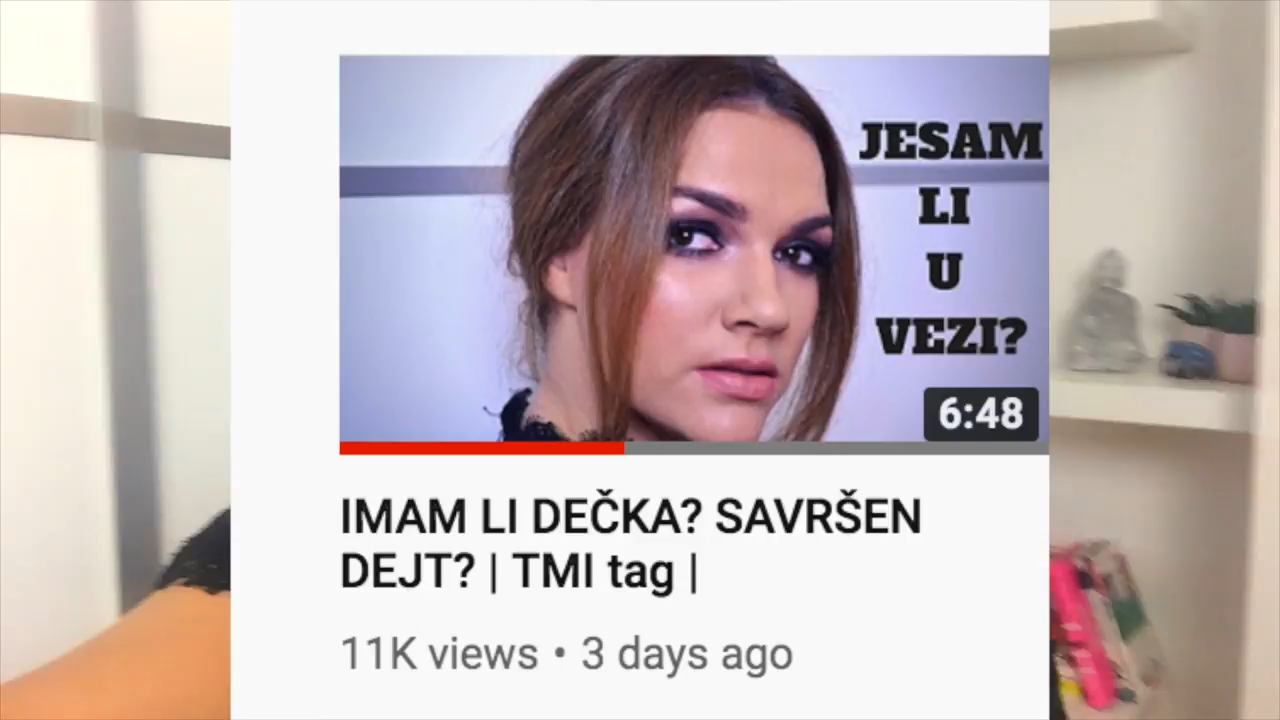 JESAM
LI
U
VEZI?
6:48
IMAM LI DEČKA? SAVRŠEN
DEJT? | TMI tag |
11K views • 3 days ago